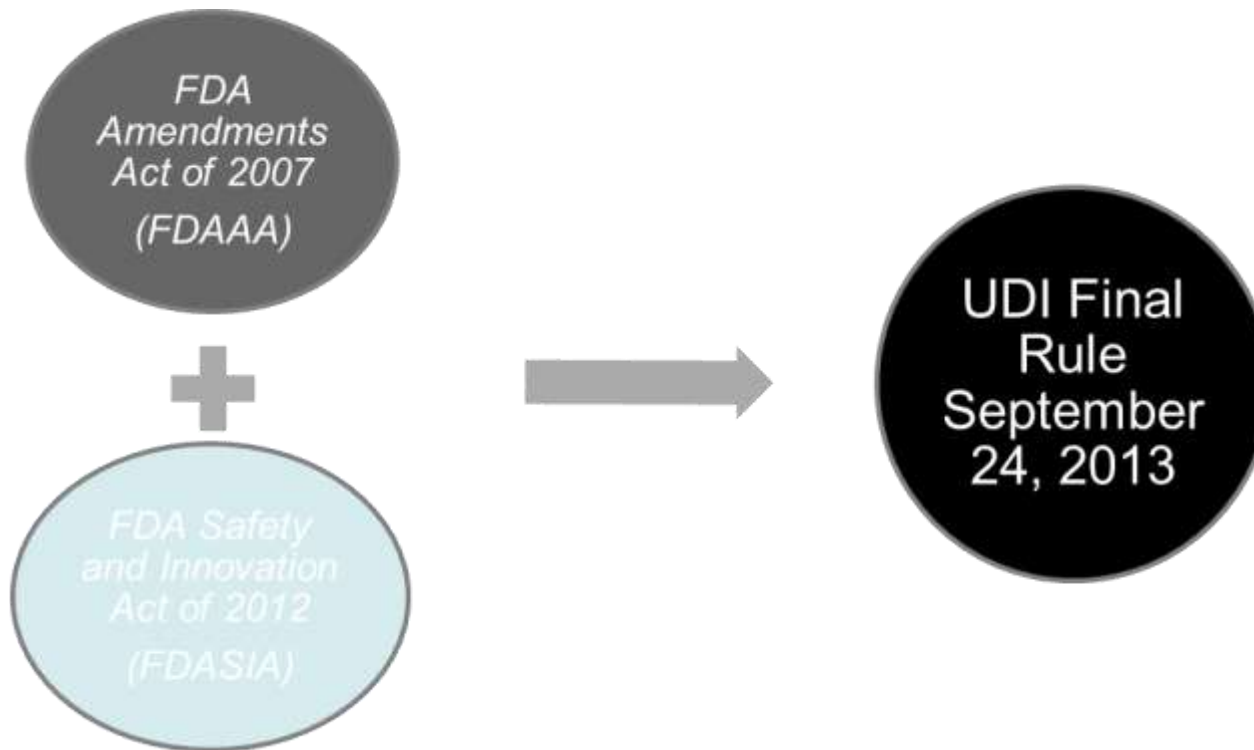 FDA
Amendments
Act of 2007
(FDAAA)
FDA Safety
and Innovation
Act of 2012
(FDASIA)
UDI Final
Rule
September
24, 2013